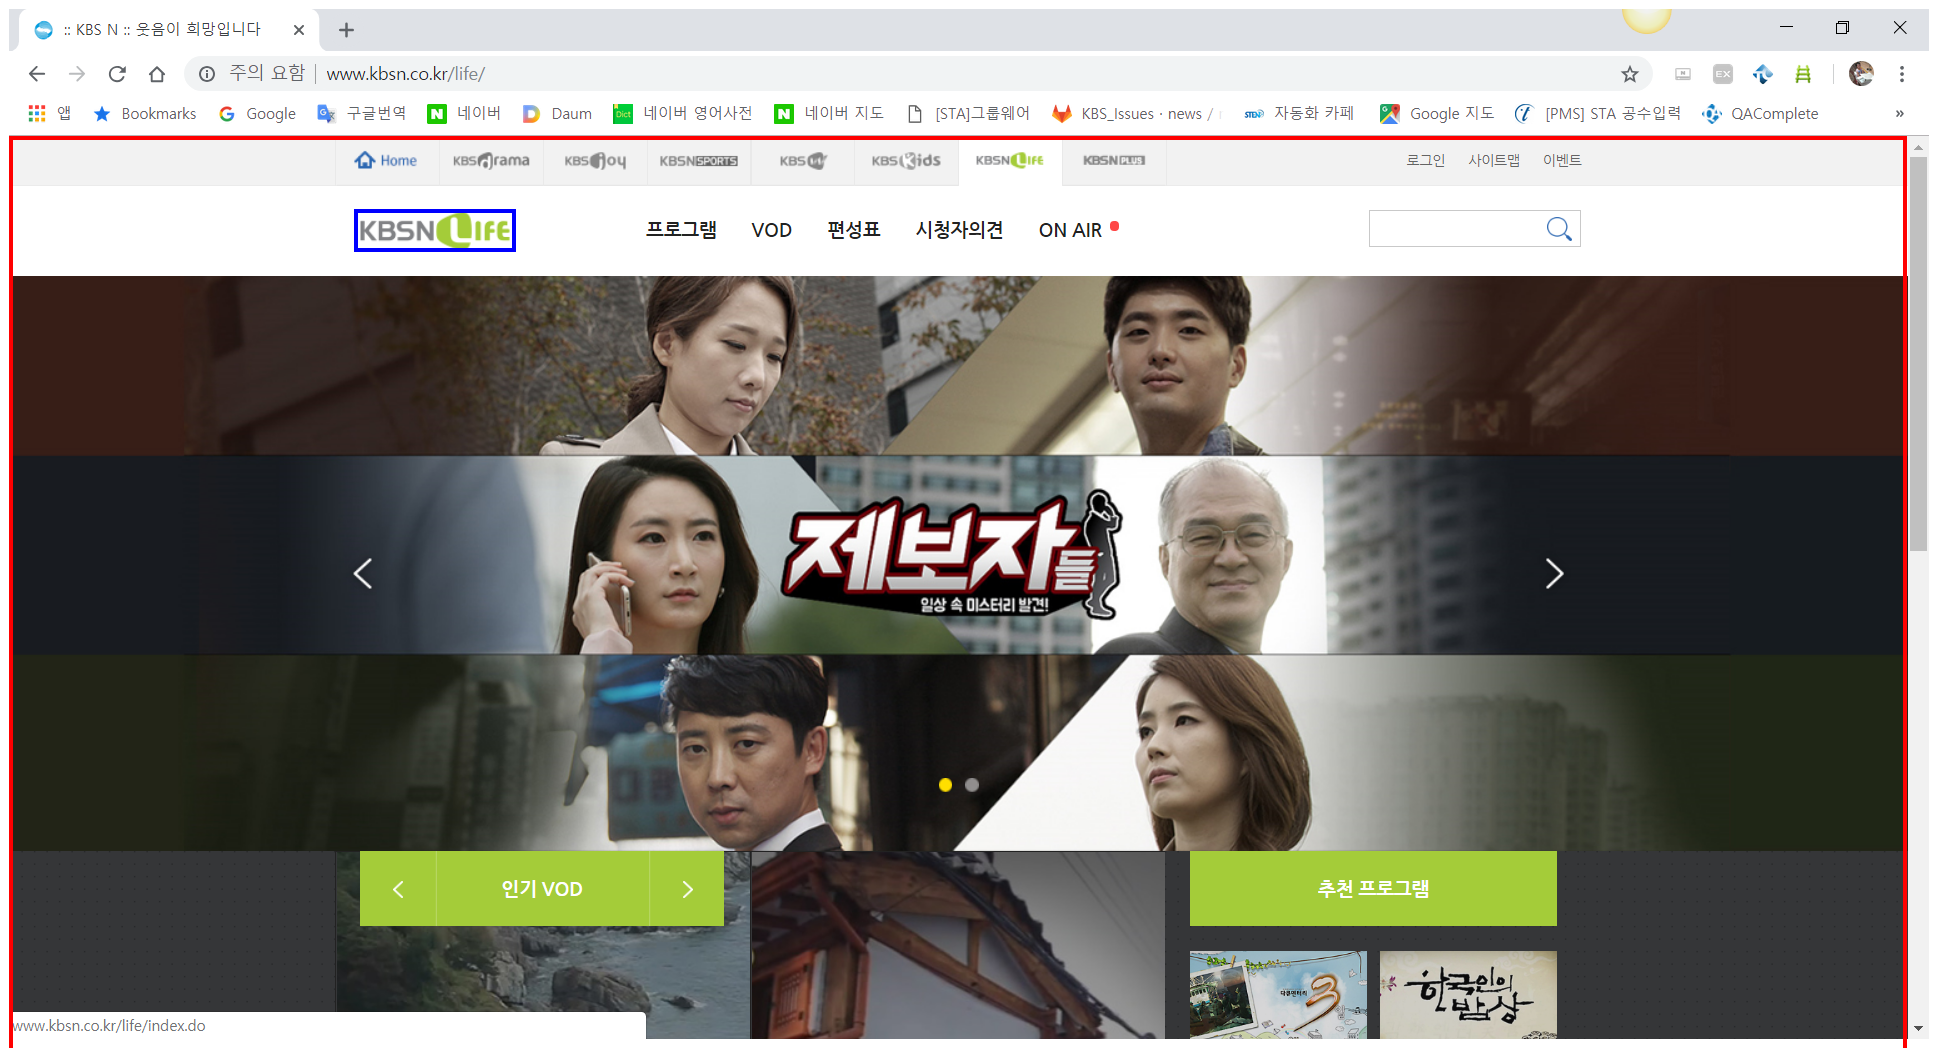 :: KBS N :: 웃음이 희망입니다
주의 요함 www.kbsn.co.kr/life/
앱 Bookmarks Google 구글번역 네이버 Daum Dict 네이버 영어사전 네이버 지도 [STA]그룹웨어 KBS_Issues · news / STEN 자동화 카페 Google 지도 [PMS] STA 공수입력 QAComplete »
Home KBS drama KBS joy KBSN SPORTS KBS KBS Kids KBSN LIFE KBSN PLUS 로그인 사이트맵 이벤트
KBSN LIFE 프로그램 VOD 편성표 시청자의견 ON AIR
제보자들
일상 속 미스터리 발견!
인기 VOD 추천 프로그램
다큐멘터리 3
한국인의 밥상
www.kbsn.co.kr/life/index.do